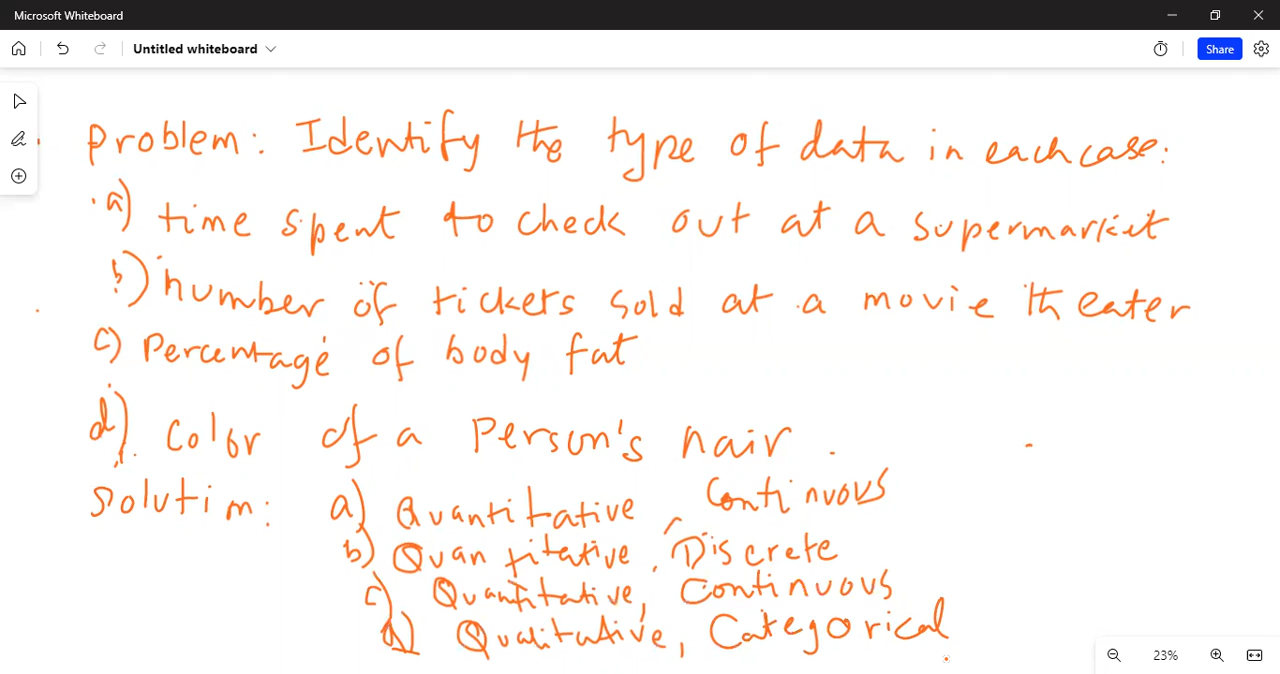 Microsoft Whiteboard
Untitled whiteboard
Share
Problem: Identify the type of data in each case:
a) time spent to check out at a supermarket
b) number of tickets sold at a movie theater
c) Percentage of body fat
d) Color of a Person's hair.
Solution: a) Quantitative, Continuous
b) Quantitative, Discrete
c) Quantitative, Continuous
d) Qualitative, Categorical
23%